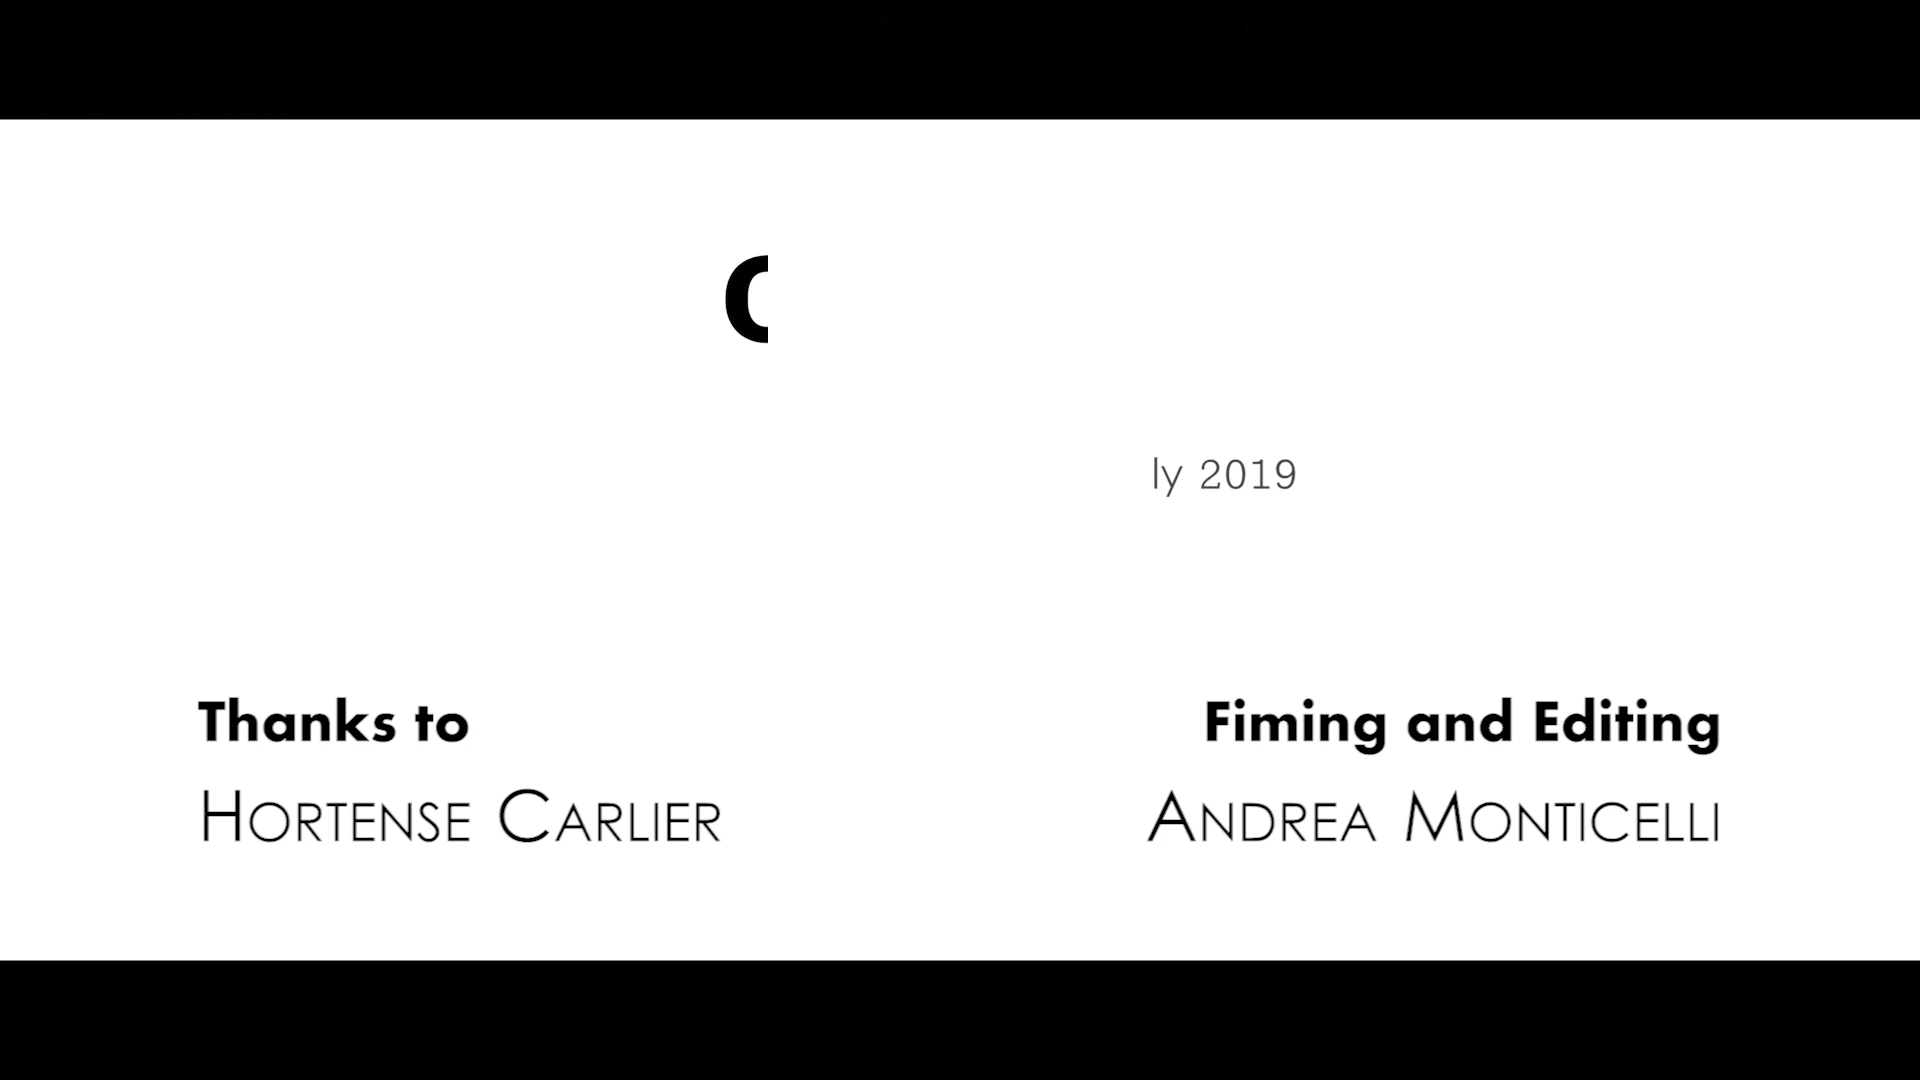 ly 2019
Thanks to
Fiming and Editing
HORTENSE CARLIER
ANDREA MONTICELLI